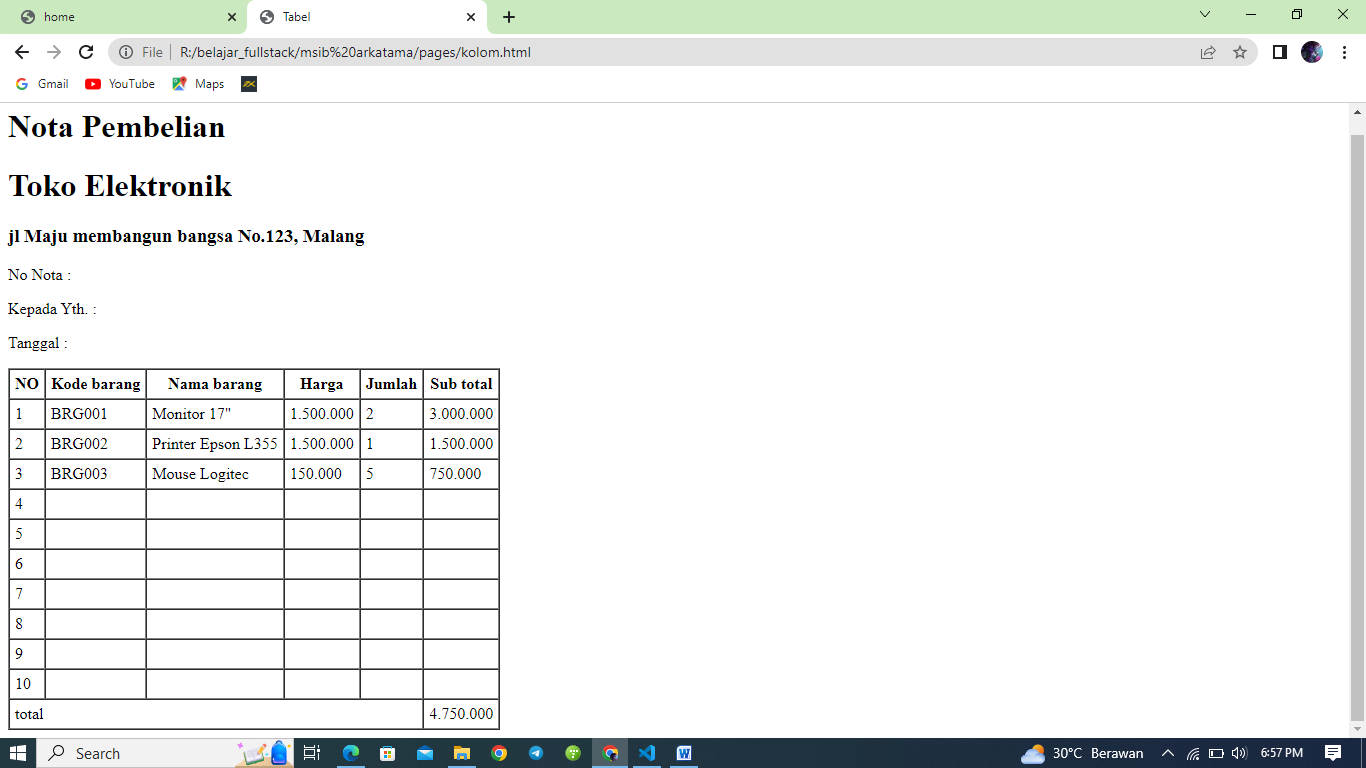 home
Tabel
File
R:/belajar_fullstack/msib%20arkatama/pages/kolom.html
Gmail YouTube Maps
Nota Pembelian
Toko Elektronik
jl Maju membangun bangsa No.123, Malang
No Nota :
Kepada Yth. :
Tanggal :
NO Kode barang Nama barang Harga Jumlah Sub total
1 BRG001 Monitor 17" 1.500.000 2 3.000.000
2 BRG002 Printer Epson L355 1.500.000 1 1.500.000
3 BRG003 Mouse Logitec 150.000 5 750.000
4
5
6
7
8
9
10
total 4.750.000
Search
30°C Berawan
6:57 PM